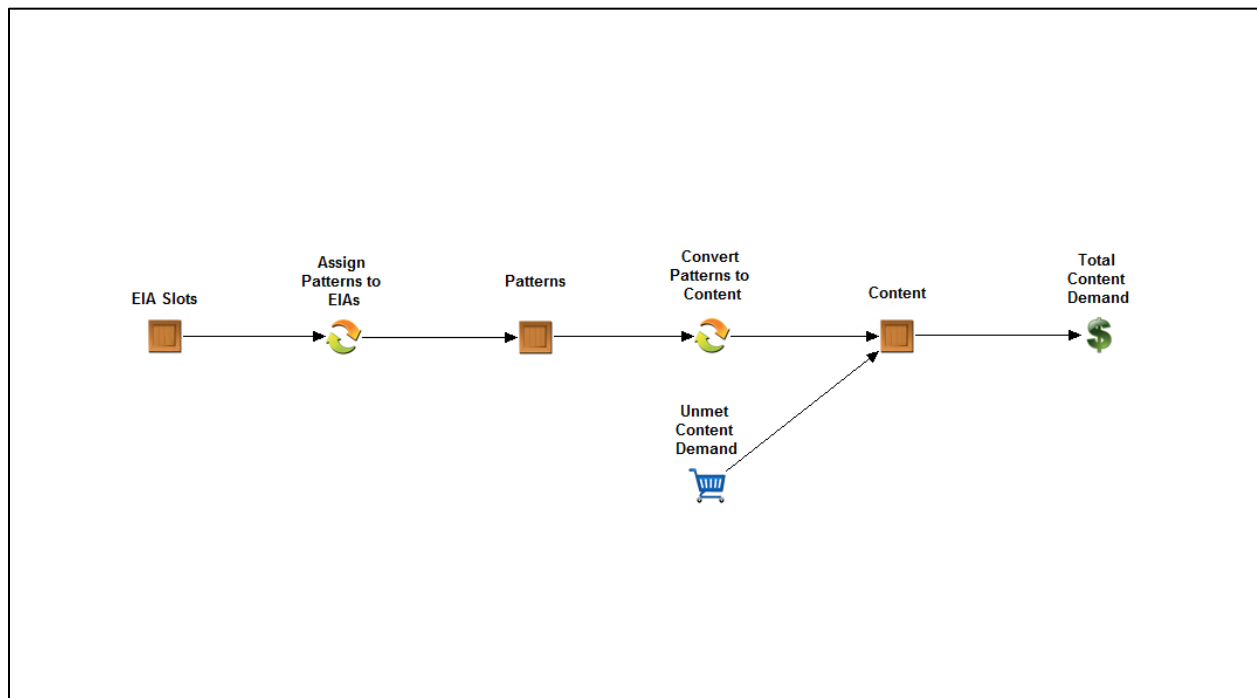 EIA Slots
Assign
Patterns to
EIAs
Patterns
Convert
Patterns to
Content
Content
Total
Content
Demand
Unmet
Content
Demand